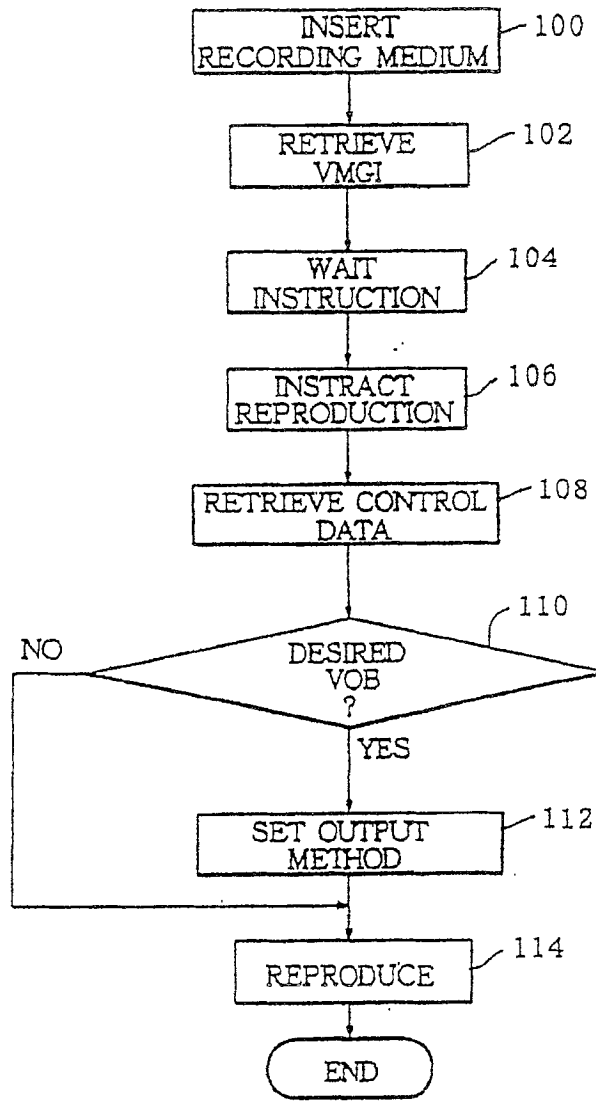 INSERT
RECORDING MEDIUM
100
RETRIEVE
VMGI
102
WAIT
INSTRUCTION
104
INSTRACT
REPRODUCTION
106
RETRIEVE CONTROL
DATA
108
110
NO
DESIRED
VOB
?
YES
SET OUTPUT
METHOD
112
REPRODUCE
114
END